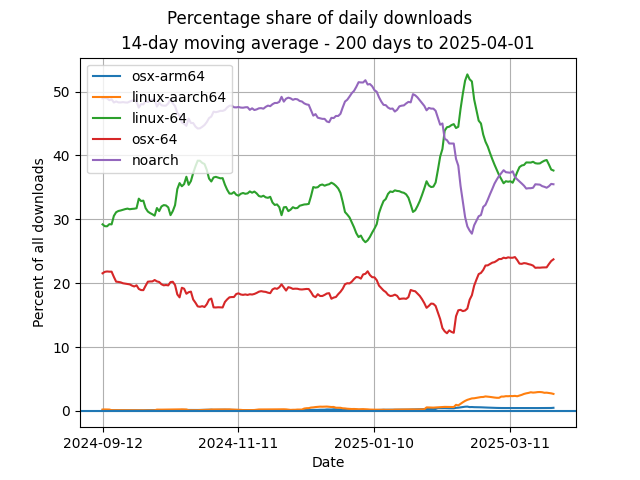 Percentage share of daily downloads
14-day moving average - 200 days to 2025-04-01
osx-arm64
linux-aarch64
linux-64
osx-64
noarch
Percent of all downloads
50
40
30
20
10
0
2024-09-12
2024-11-11
2025-01-10
2025-03-11
Date